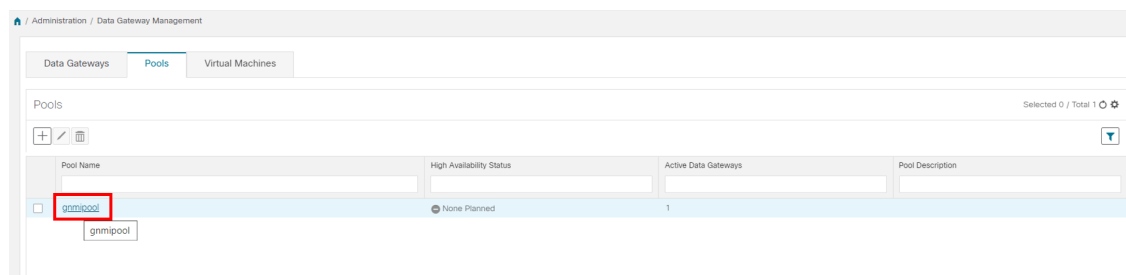 / Administration / Data Gateway Management
Data Gateways Pools Virtual Machines
Pools Selected 0 / Total 1
Pool Name High Availability Status Active Data Gateways Pool Description
gnmipool None Planned 1
gnmipool